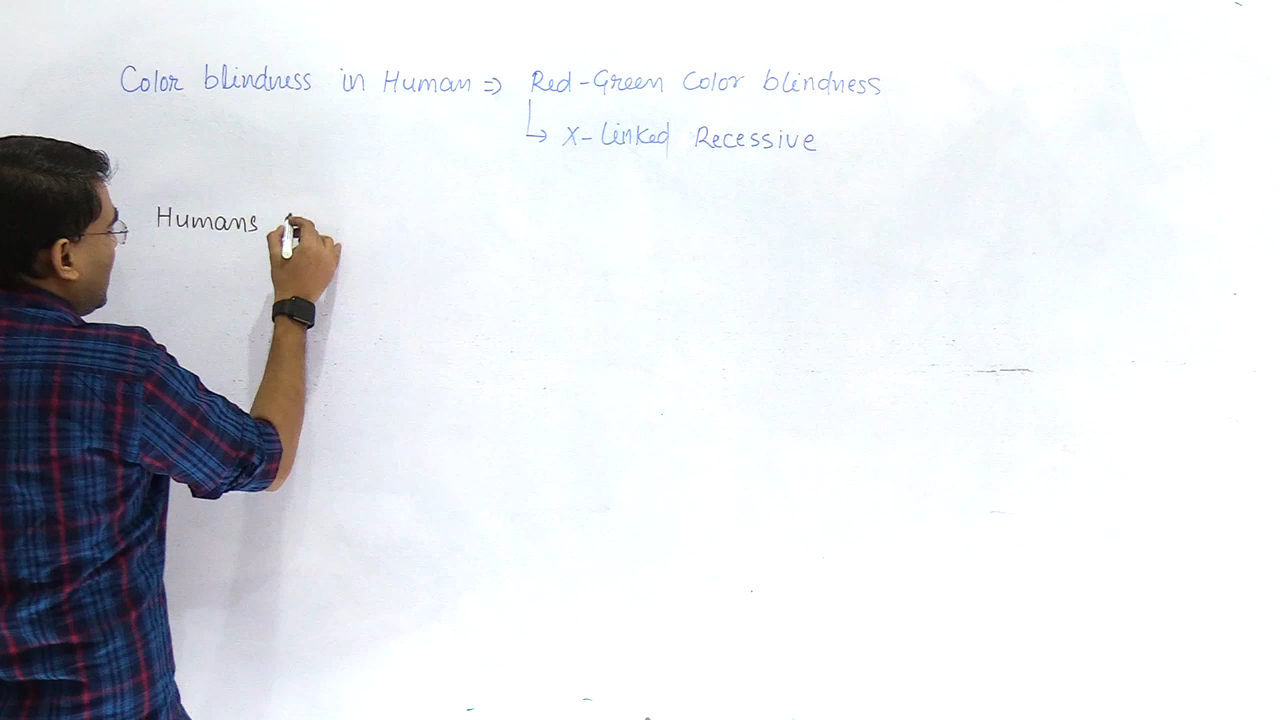 Color blindness in Human ⇒ Red-Green Color blindness
↳ X-linked Recessive
Humans